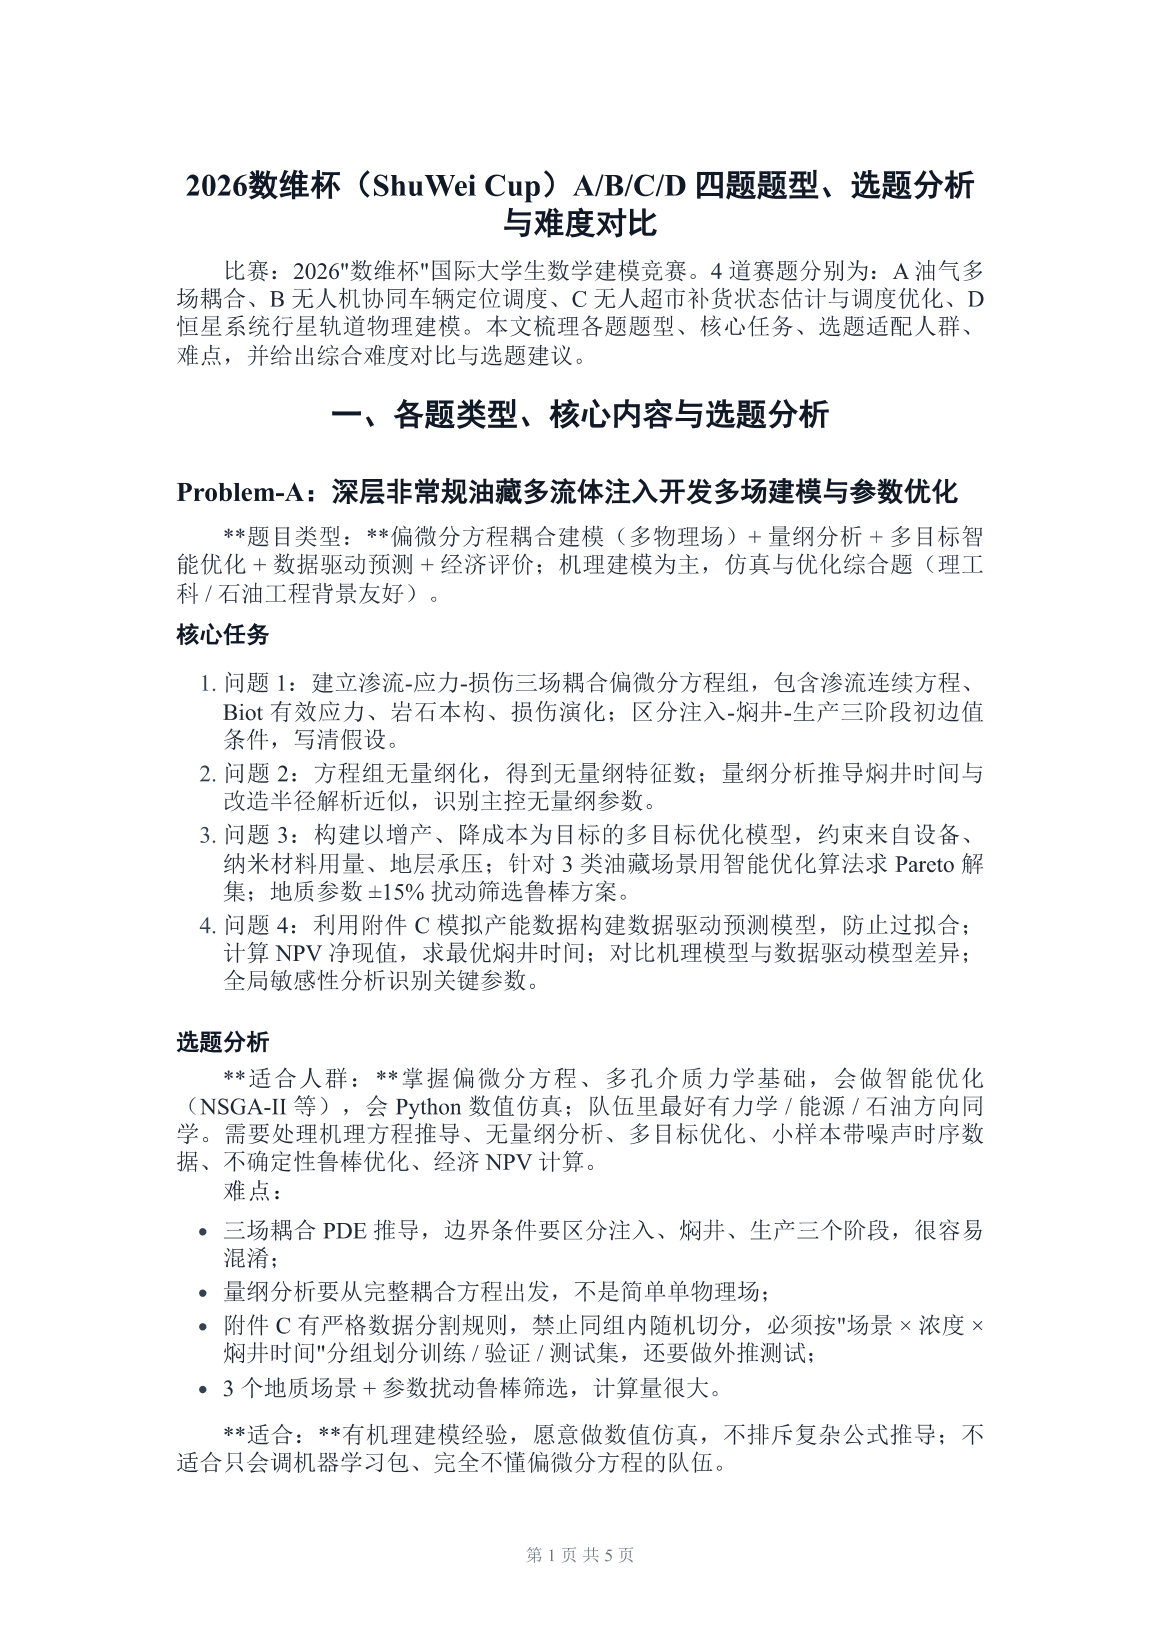 2026数维杯（ShuWei Cup）A/B/C/D 四题题型、选题分析
与难度对比
比赛：2026"数维杯"国际大学生数学建模竞赛。4 道赛题分别为：A 油气多
场耦合、B 无人机协同车辆定位调度、C 无人超市补货状态估计与调度优化、D
恒星系统行星轨道物理建模。本文梳理各题题型、核心任务、选题适配人群、
难点，并给出综合难度对比与选题建议。
一、各题类型、核心内容与选题分析
Problem-A：深层非常规油藏多流体注入开发多场建模与参数优化
**题目类型：**偏微分方程耦合建模（多物理场）+ 量纲分析 + 多目标智
能优化 + 数据驱动预测 + 经济评价；机理建模为主，仿真与优化综合题（理工
科 / 石油工程背景友好）。
核心任务
1. 问题 1：建立渗流-应力-损伤三场耦合偏微分方程组，包含渗流连续方程、
Biot 有效应力、岩石本构、损伤演化；区分注入-焖井-生产三阶段初边值
条件，写清假设。
2. 问题 2：方程组无量纲化，得到无量纲特征数；量纲分析推导焖井时间与
改造半径解析近似，识别主控无量纲参数。
3. 问题 3：构建以增产、降成本为目标的多目标优化模型，约束来自设备、
纳米材料用量、地层承压；针对 3 类油藏场景用智能优化算法求 Pareto 解
集；地质参数 ±15% 扰动筛选鲁棒方案。
4. 问题 4：利用附件 C 模拟产能数据构建数据驱动预测模型，防止过拟合；
计算 NPV 净现值，求最优焖井时间；对比机理模型与数据驱动模型差异；
全局敏感性分析识别关键参数。
选题分析
**适合人群：**掌握偏微分方程、多孔介质力学基础，会做智能优化
（NSGA-II 等），会 Python 数值仿真；队伍里最好有力学 / 能源 / 石油方向同
学。需要处理机理方程推导、无量纲分析、多目标优化、小样本带噪声时序数
据、不确定性鲁棒优化、经济 NPV 计算。
难点：
• 三场耦合 PDE 推导，边界条件要区分注入、焖井、生产三个阶段，很容易
混淆；
• 量纲分析要从完整耦合方程出发，不是简单单物理场；
• 附件 C 有严格数据分割规则，禁止同组内随机切分，必须按"场景 × 浓度 ×
焖井时间"分组划分训练 / 验证 / 测试集，还要做外推测试；
• 3 个地质场景 + 参数扰动鲁棒筛选，计算量很大。
**适合：**有机理建模经验，愿意做数值仿真，不排斥复杂公式推导；不
适合只会调机器学习包、完全不懂偏微分方程的队伍。
第 1 页 共 5 页